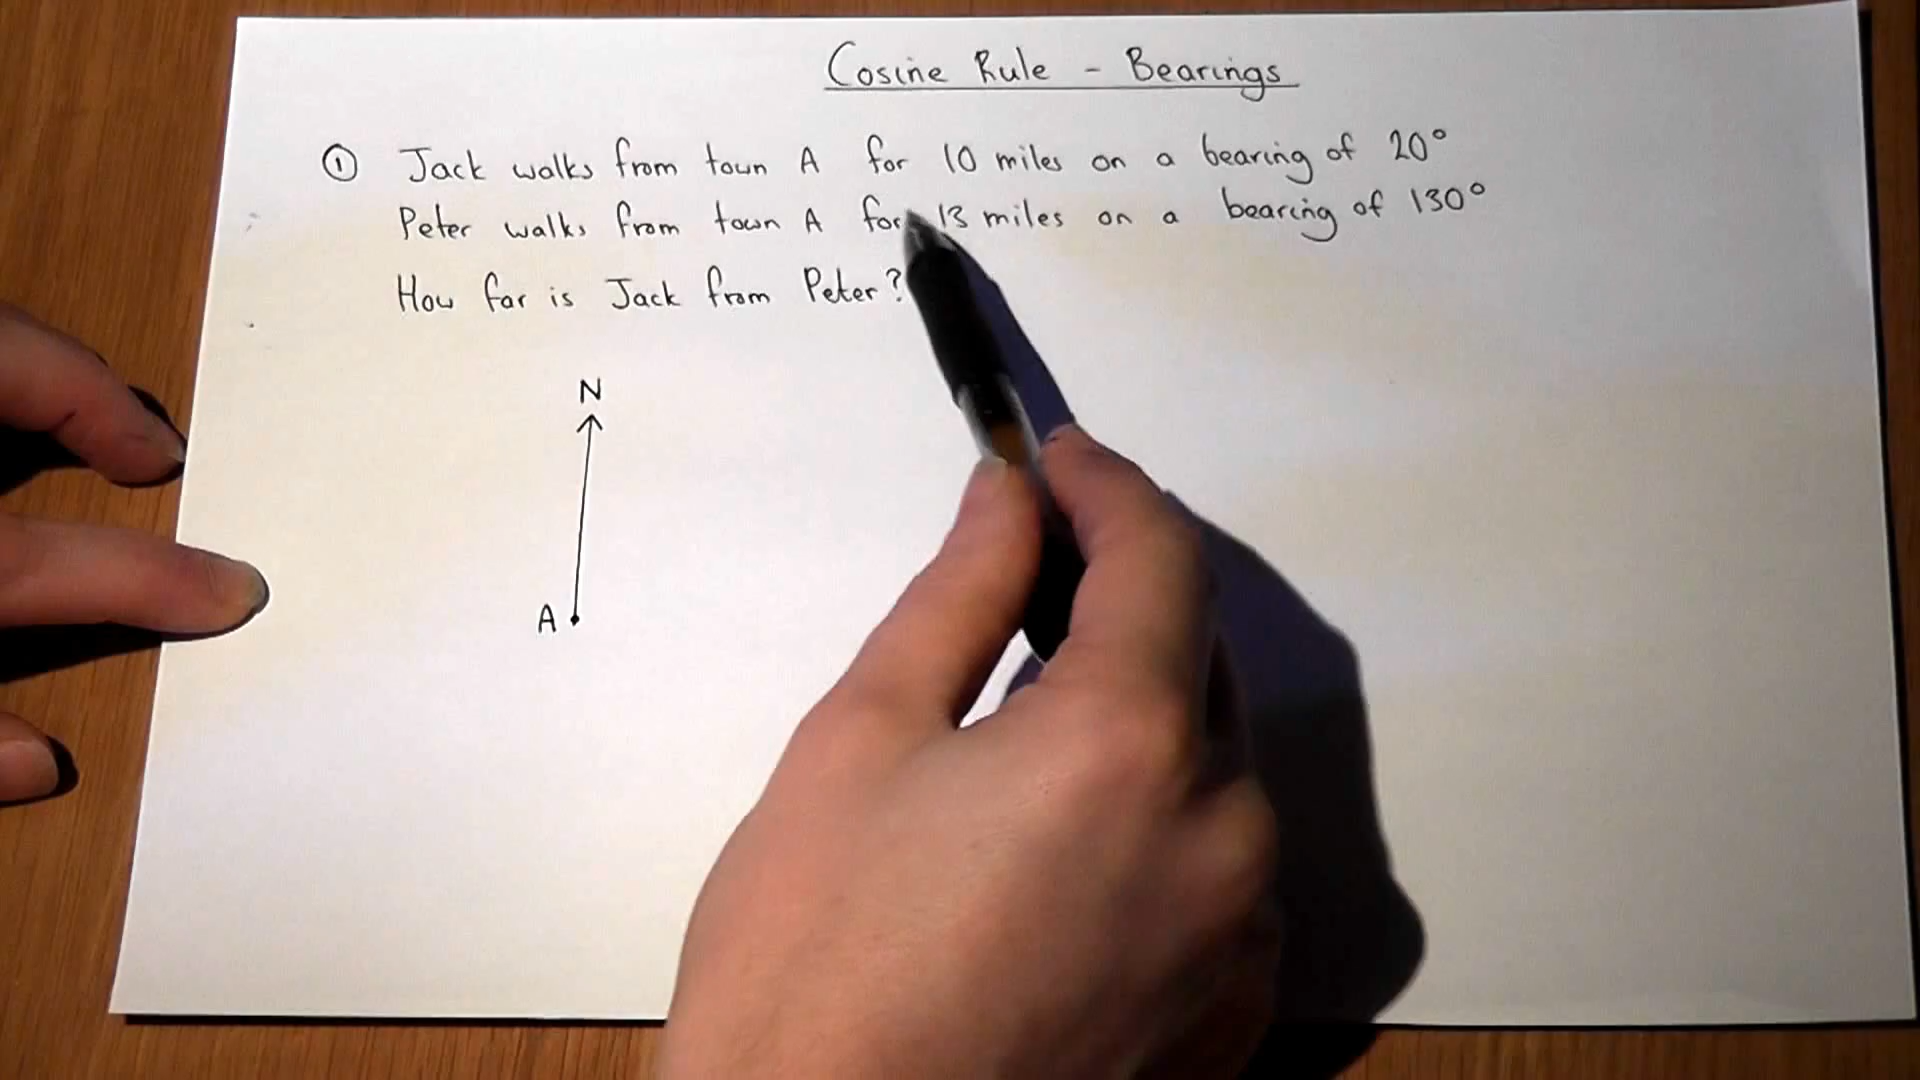 Cosine Rule - Bearings
① Jack walks from town A for 10 miles on a bearing of 20°
Peter walks from town A for 13 miles on a bearing of 130°
How far is Jack from Peter?
N
A